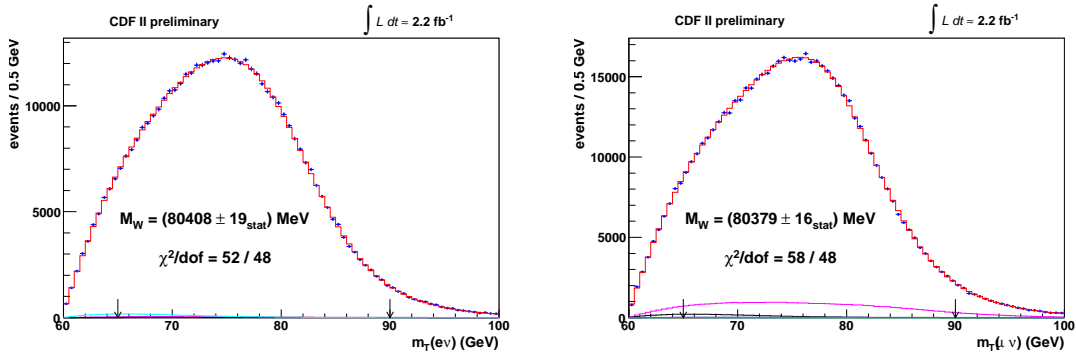 CDF II preliminary
∫ L dt ≈ 2.2 fb⁻¹
events / 0.5 GeV
10000
5000
0
M_W = (80408 ± 19_stat) MeV
χ²/dof = 52 / 48
60 70 80 90 100
m_T(eν) (GeV)
CDF II preliminary
∫ L dt ≈ 2.2 fb⁻¹
events / 0.5 GeV
15000
10000
5000
0
M_W = (80379 ± 16_stat) MeV
χ²/dof = 58 / 48
60 70 80 90 100
m_T(μ ν) (GeV)